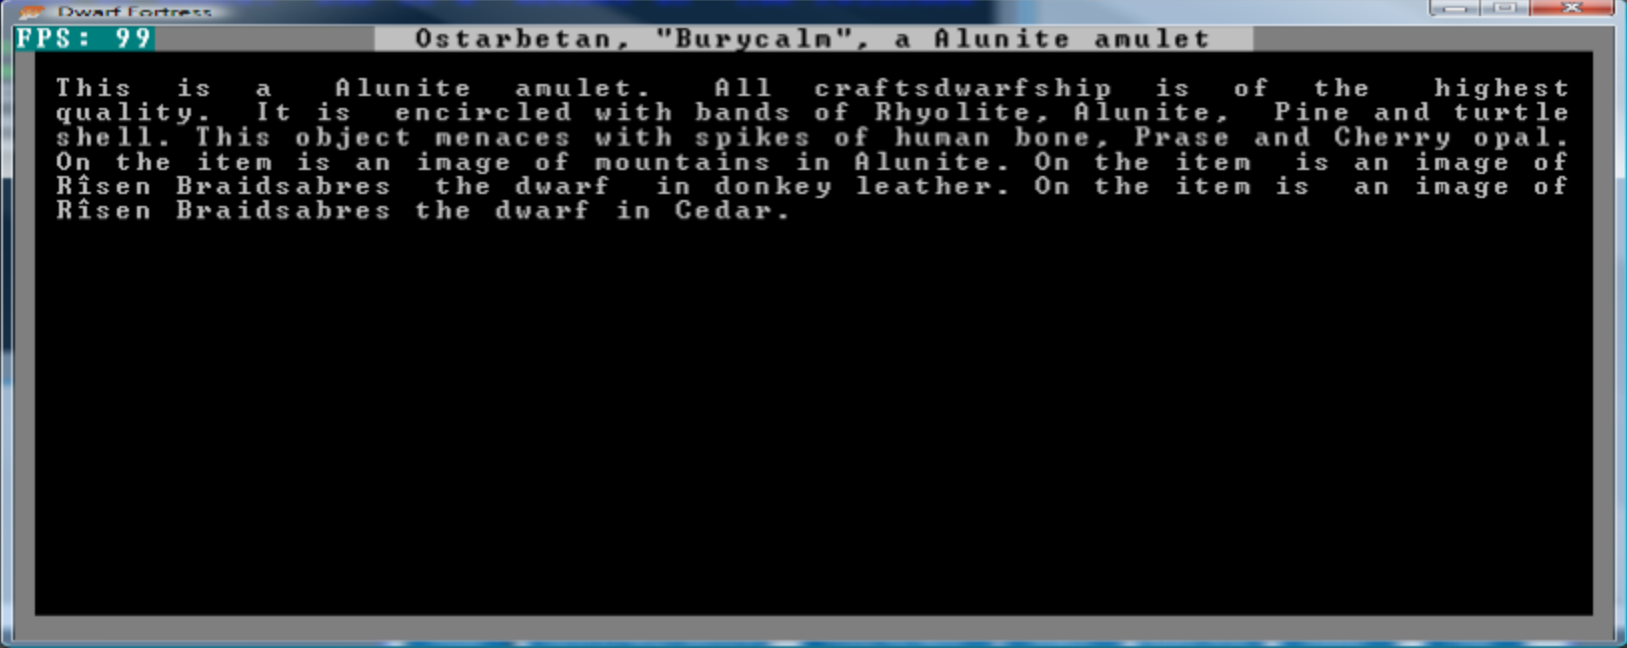 Dwarf Fortress
FPS: 99
Ostarbetan, "Burycalm", a Alunite amulet
This is a Alunite amulet. All craftsdwarfship is of the highest
quality. It is encircled with bands of Rhyolite, Alunite, Pine and turtle
shell. This object menaces with spikes of human bone, Prase and Cherry opal.
On the item is an image of mountains in Alunite. On the item is an image of
Rîsen Braidsabres the dwarf in donkey leather. On the item is an image of
Rîsen Braidsabres the dwarf in Cedar.